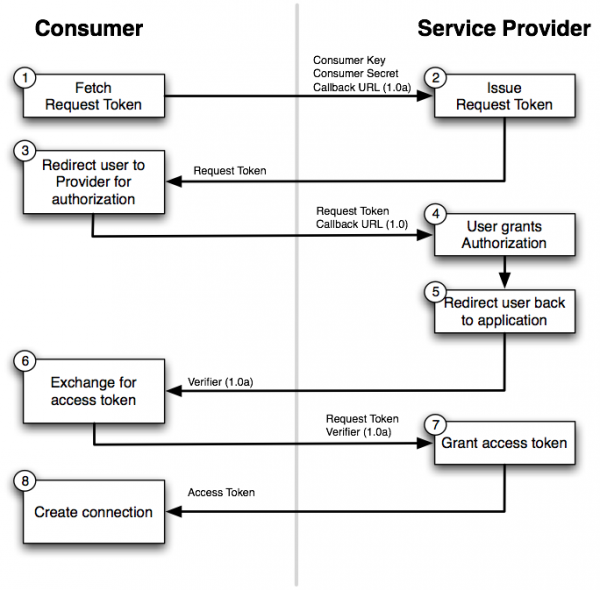 Consumer
Service Provider
1
Fetch
Request Token
Consumer Key
Consumer Secret
Callback URL (1.0a)
2
Issue
Request Token
3
Redirect user to
Provider for
authorization
Request Token
Request Token
Callback URL (1.0)
4
User grants
Authorization
5
Redirect user back
to application
6
Exchange for
access token
Verifier (1.0a)
Request Token
Verifier (1.0a)
7
Grant access token
8
Create connection
Access Token